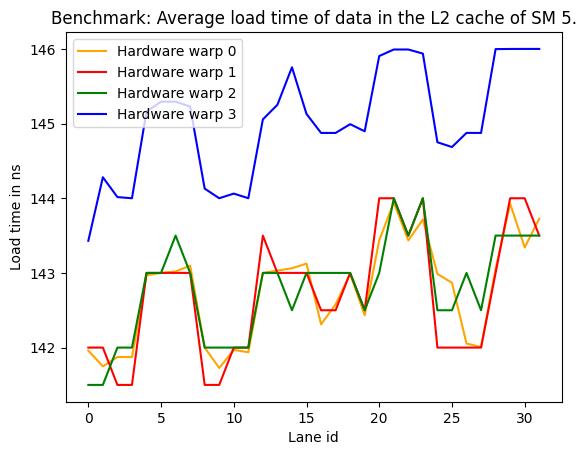 Benchmark: Average load time of data in the L2 cache of SM 5.
Hardware warp 0
Hardware warp 1
Hardware warp 2
Hardware warp 3
146
145
144
143
142
Load time in ns
0 5 10 15 20 25 30
Lane id